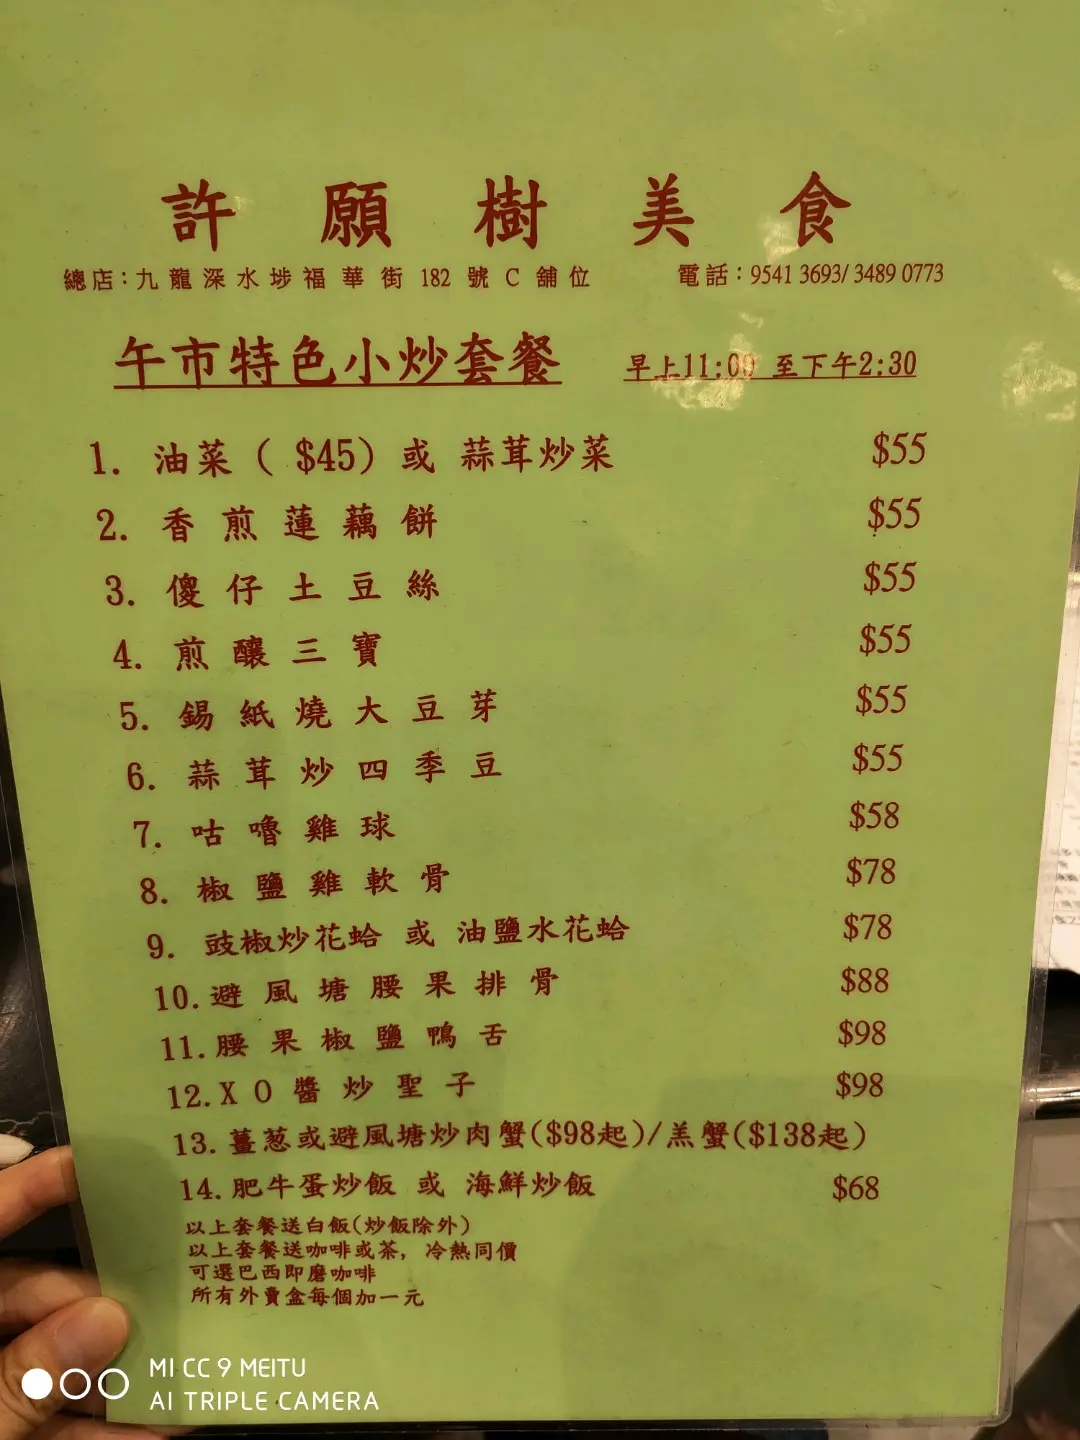 許願樹美食
總店：九龍深水埗福華街 182 號 C 舖位 電話：9541 3693/ 3489 0773
午市特色小炒套餐 早上11:00 至下午2:30
1. 油菜 ( $45) 或 蒜茸炒菜 $55
2. 香煎蓮藕餅 $55
3. 傻仔土豆絲 $55
4. 煎釀三寶 $55
5. 錫紙燒大豆芽 $55
6. 蒜茸炒四季豆 $55
7. 咕嚕雞球 $58
8. 椒鹽雞軟骨 $78
9. 豉椒炒花蛤 或 油鹽水花蛤 $78
10. 避風塘腰果排骨 $88
11. 腰果椒鹽鴨舌 $98
12. XO醬炒聖子 $98
13. 薑葱或避風塘炒肉蟹($98起)/羔蟹($138起)
14. 肥牛蛋炒飯 或 海鮮炒飯 $68
以上套餐送白飯(炒飯除外)
以上套餐送咖啡或茶, 冷熱同價
可選巴西即磨咖啡
所有外賣盒每個加一元
MI CC 9 MEITU
AI TRIPLE CAMERA